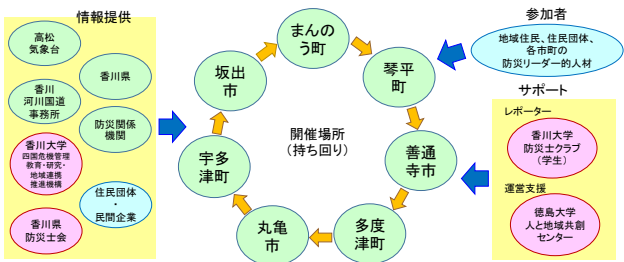 情報提供
高松
気象台
香川県
香川
河川国道
事務所
防災関係
機関
香川大学
四国危機管理
教育・研究・
地域連携
推進機構
住民団体
・
民間企業
香川県
防災士会
まんの
う町
琴平
町
善通
寺市
多度
津町
丸亀
市
宇多
津町
坂出
市
開催場所
(持ち回り)
参加者
地域住民、住民団体、
各市町の
防災リーダー的人材
サポート
レポーター
香川大学
防災士クラブ
(学生)
運営支援
徳島大学
人と地域共創
センター